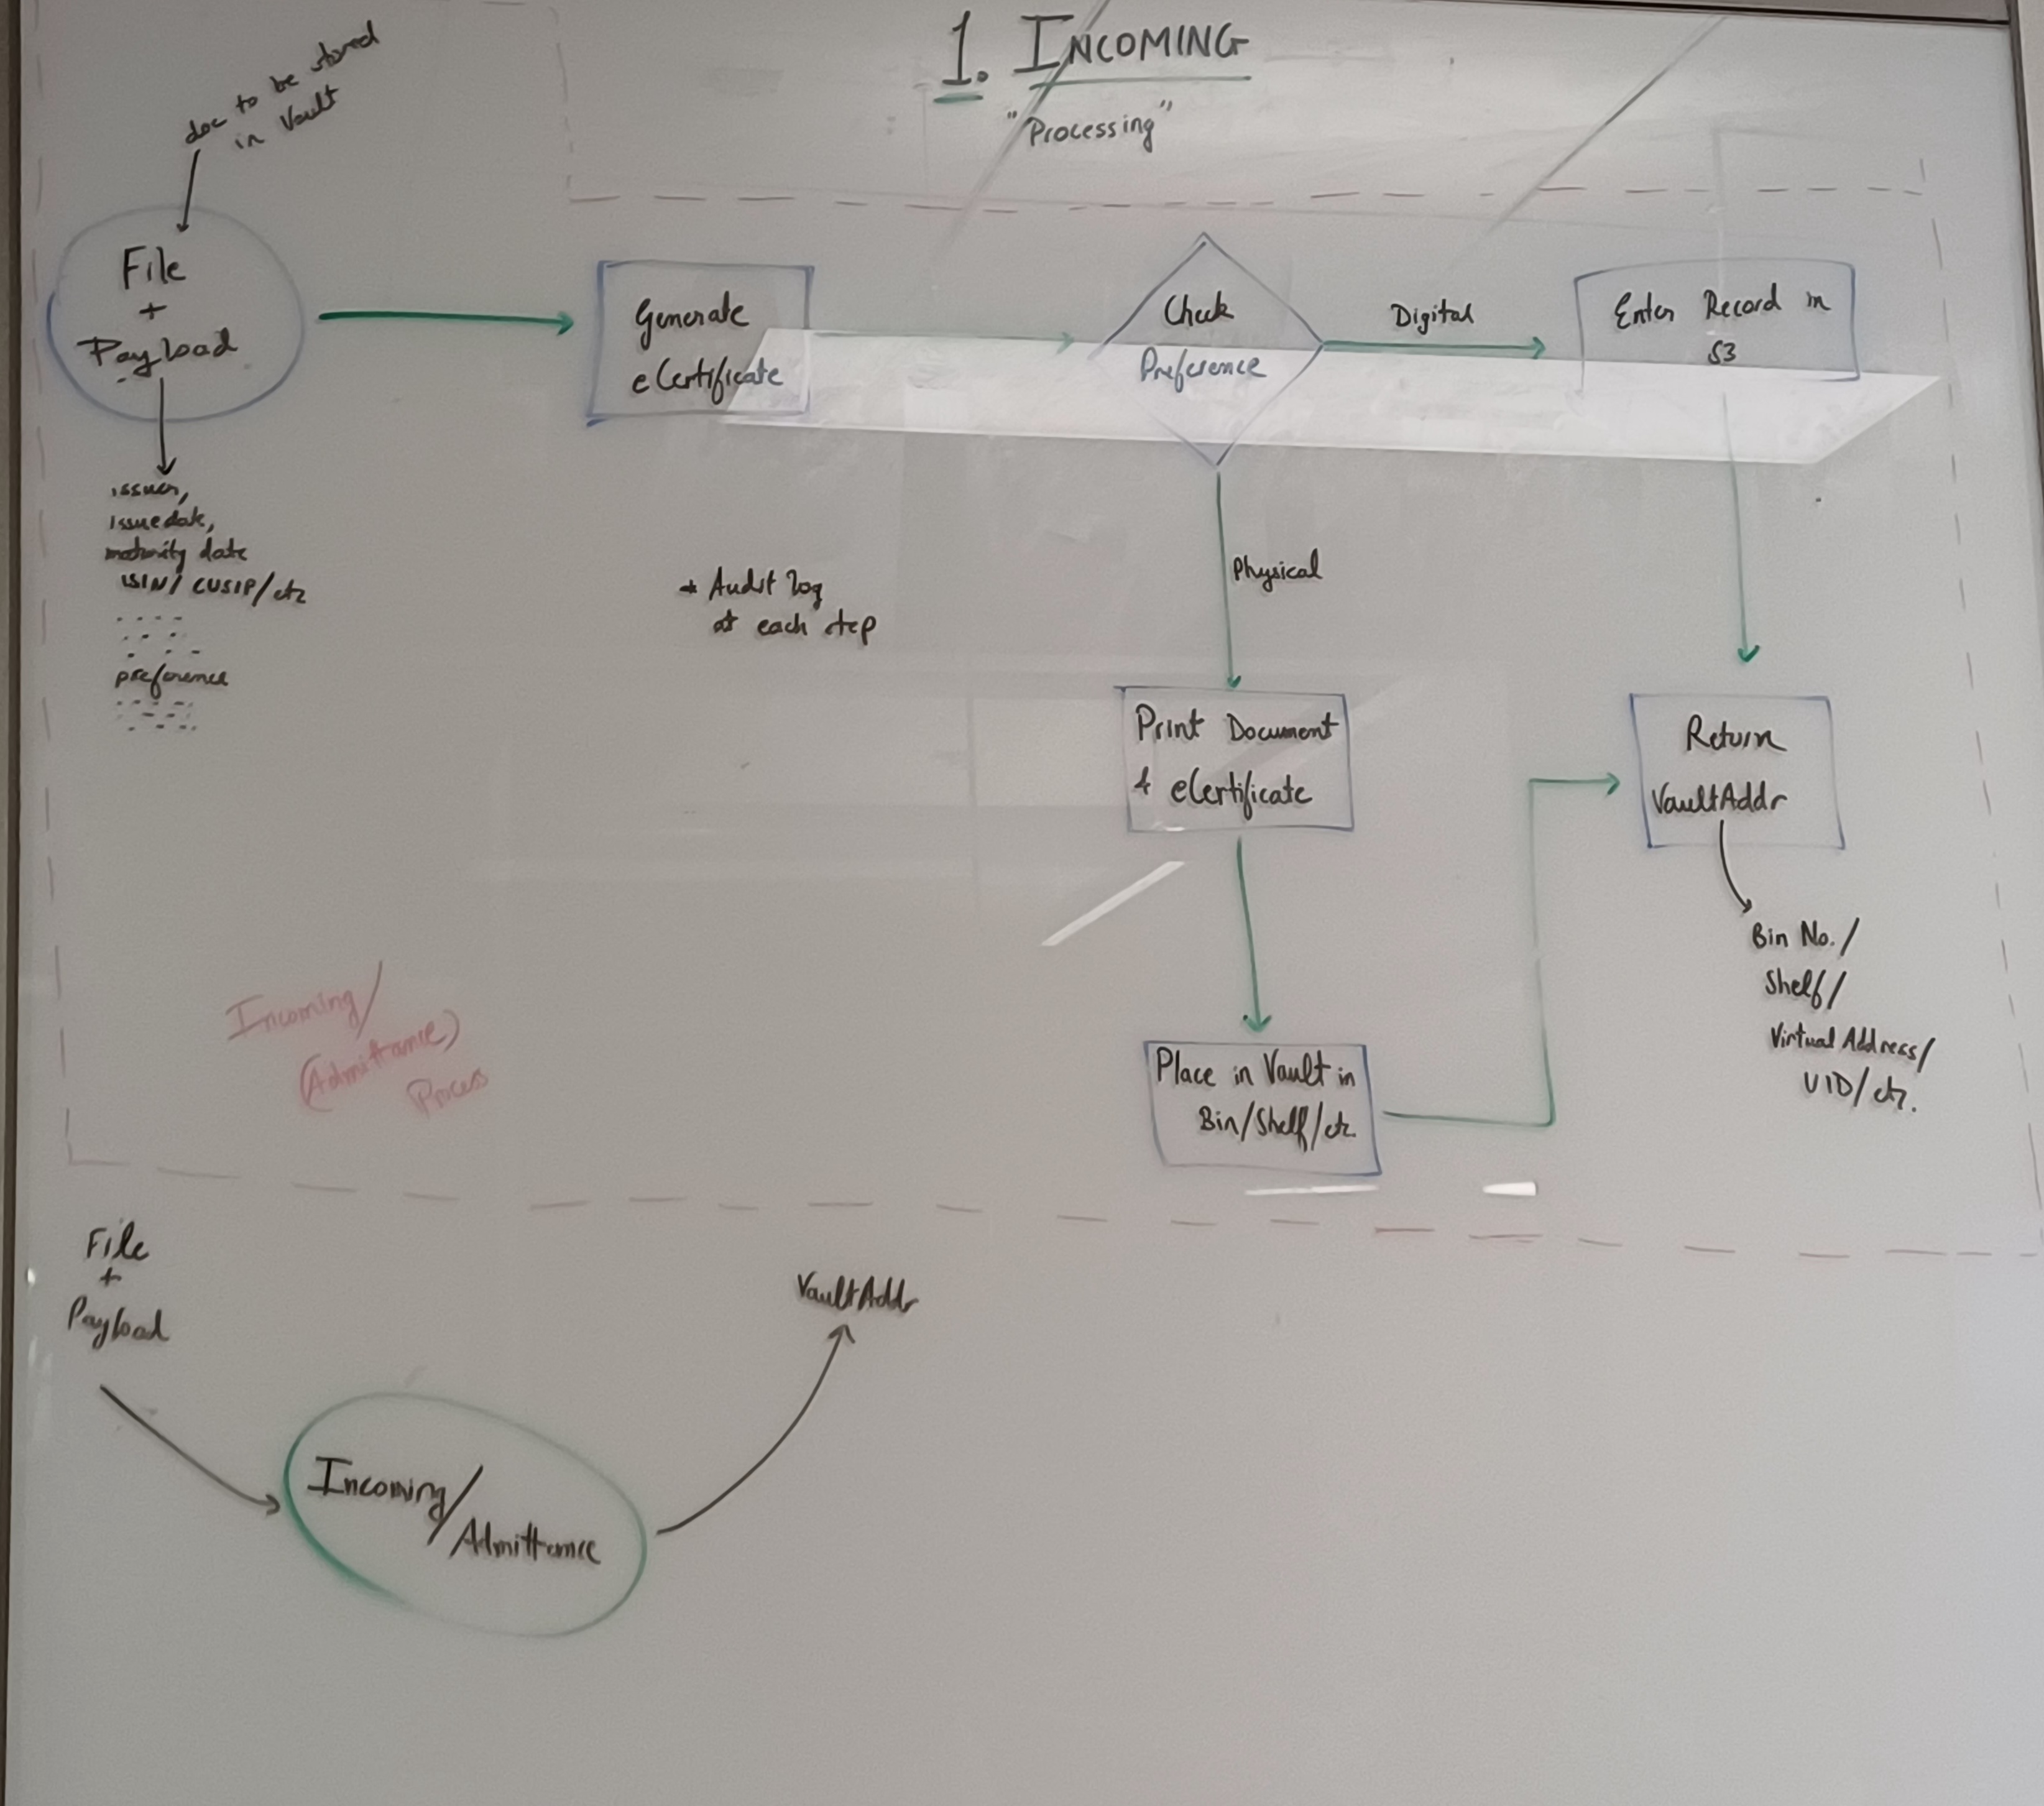 1. INCOMING
"Processing"
doc to be stored
in Vault
File
+
Payload
issuer,
issuedate,
maturity date
ISIN/ CUSIP/etc
preference
Generate
eCertificate
Check
Preference
Digital
Enter Record in
S3
Physical
* Audit log
at each step
Print Document
+ eCertificate
Return
VaultAddr
Bin No./
Shelf/
Virtual Address/
UID/etc.
Place in Vault in
Bin/Shelf/etc.
Incoming/
(Admittance)
Process
File
+
Payload
VaultAddr
Incoming/
Admittance